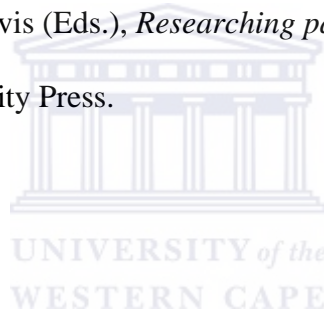 vis (Eds.), Researching pa
ity Press.
UNIVERSITY of the
WESTERN CAPE